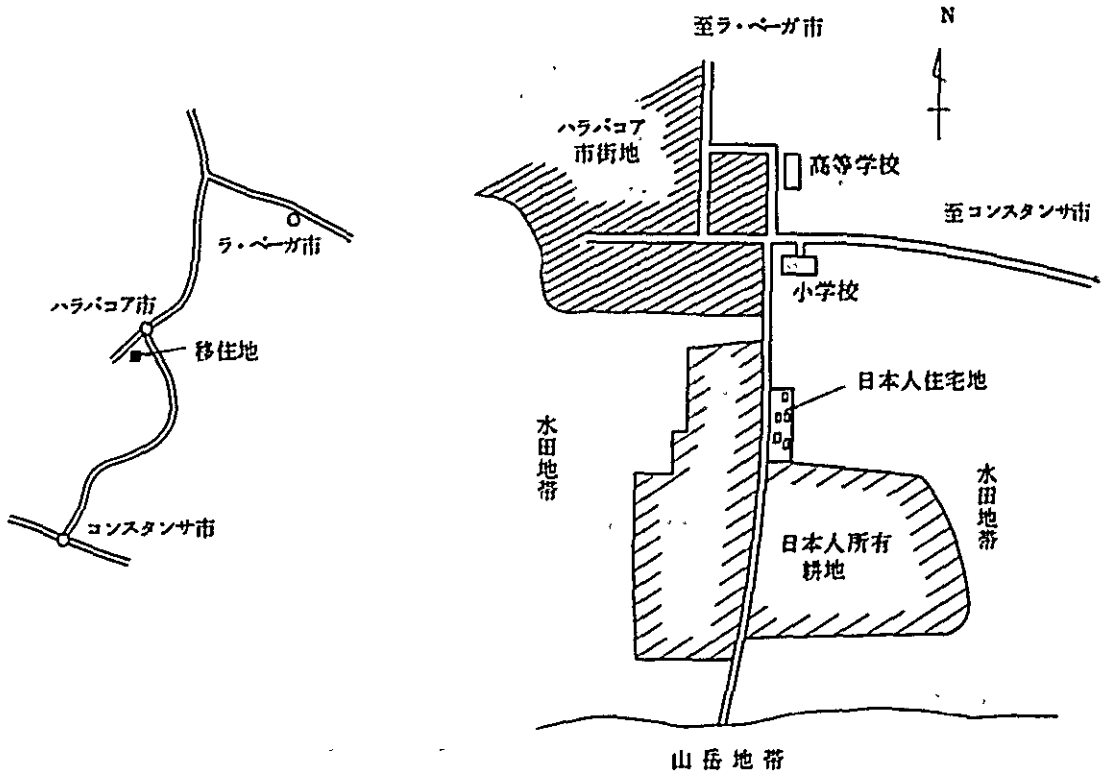 ラ・ベーガ市
ハラバコア市
移住地
コンスタンサ市
至ラ・ベーガ市
N
ハラバコア
市街地
高等学校
至コンスタンサ市
小学校
日本人住宅地
水田地帯
水田地帯
日本人所有
耕地
山岳地帯